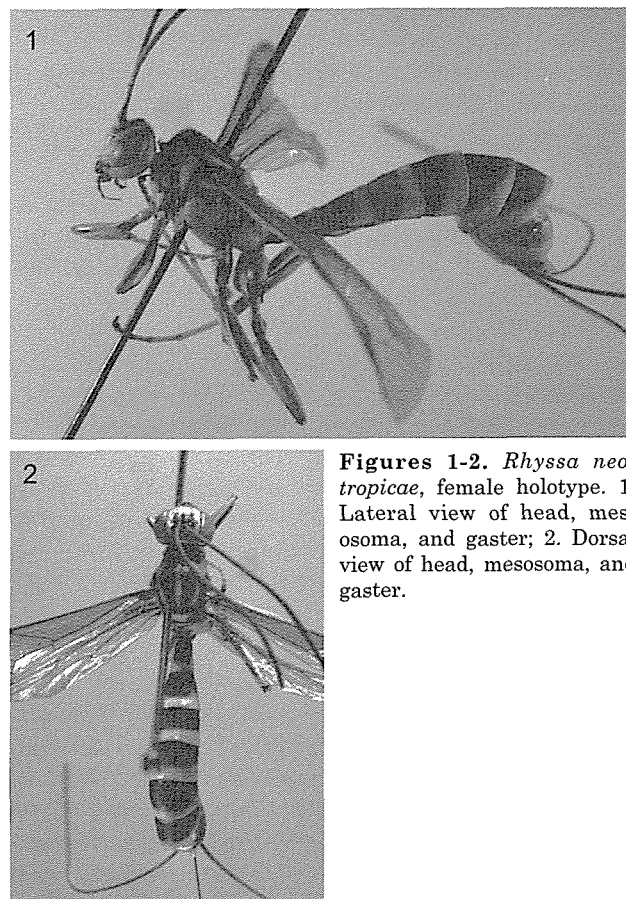 1
2
Figures 1-2. Rhyssa neo
tropicae, female holotype. 1
Lateral view of head, mes
osoma, and gaster; 2. Dorsa
view of head, mesosoma, an
gaster.